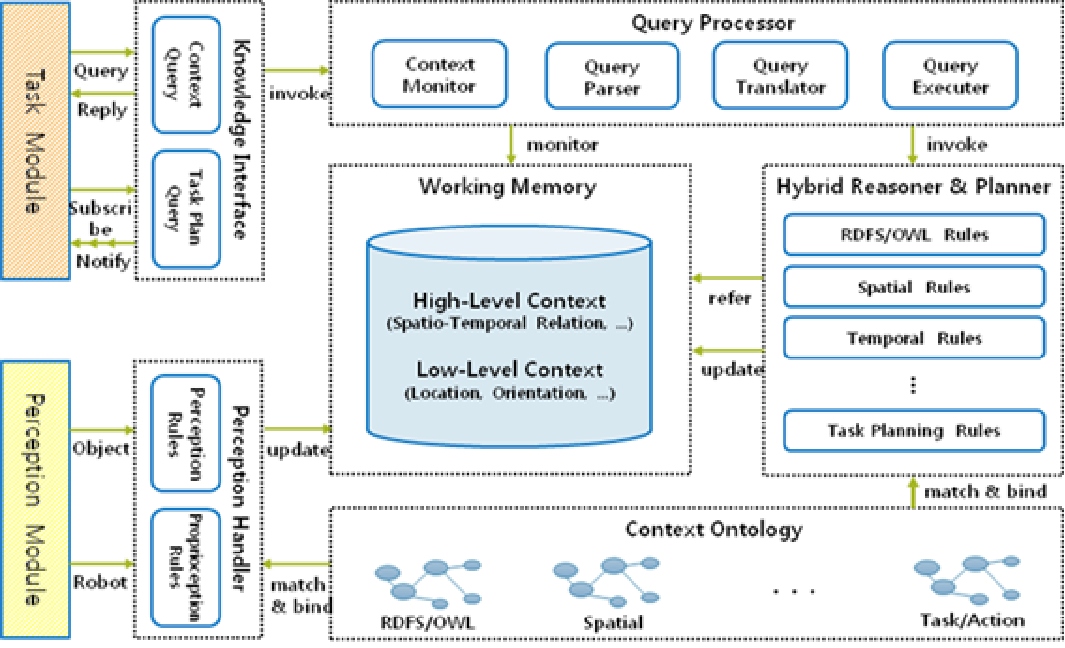 Task Module
Query
Reply
Subscri
be
Notify
Context
Query
Task Plan
Query
Knowledge Interface
invoke
Query Processor
Context
Monitor
Query
Parser
Query
Translator
Query
Executer
monitor
invoke
Working Memory
High-Level Context
(Spatio-Temporal Relation, ...)
Low-Level Context
(Location, Orientation, ...)
refer
update
Hybrid Reasoner & Planner
RDFS/OWL Rules
Spatial Rules
Temporal Rules
⋮
Task Planning Rules
Perception Module
Object
Robot
Perception
Rules
Proprioception
Rules
Perception Handler
update
match
& bind
match & bind
Context Ontology
RDFS/OWL
Spatial
. . .
Task/Action